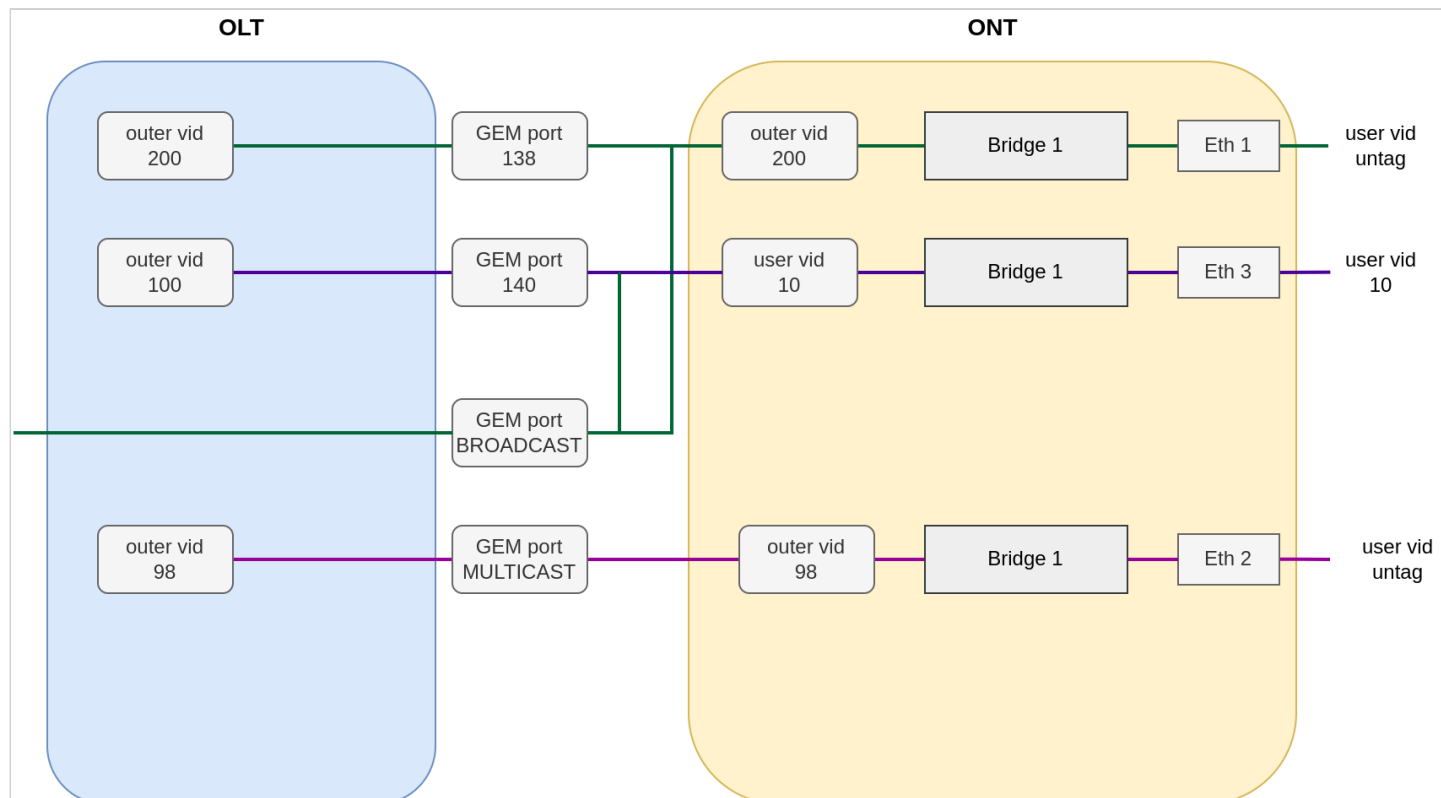 OLT
ONT
outer vid
200
GEM port
138
outer vid
200
Bridge 1
Eth 1
user vid
untag
outer vid
100
GEM port
140
user vid
10
Bridge 1
Eth 3
user vid
10
GEM port
BROADCAST
outer vid
98
GEM port
MULTICAST
outer vid
98
Bridge 1
Eth 2
user vid
untag